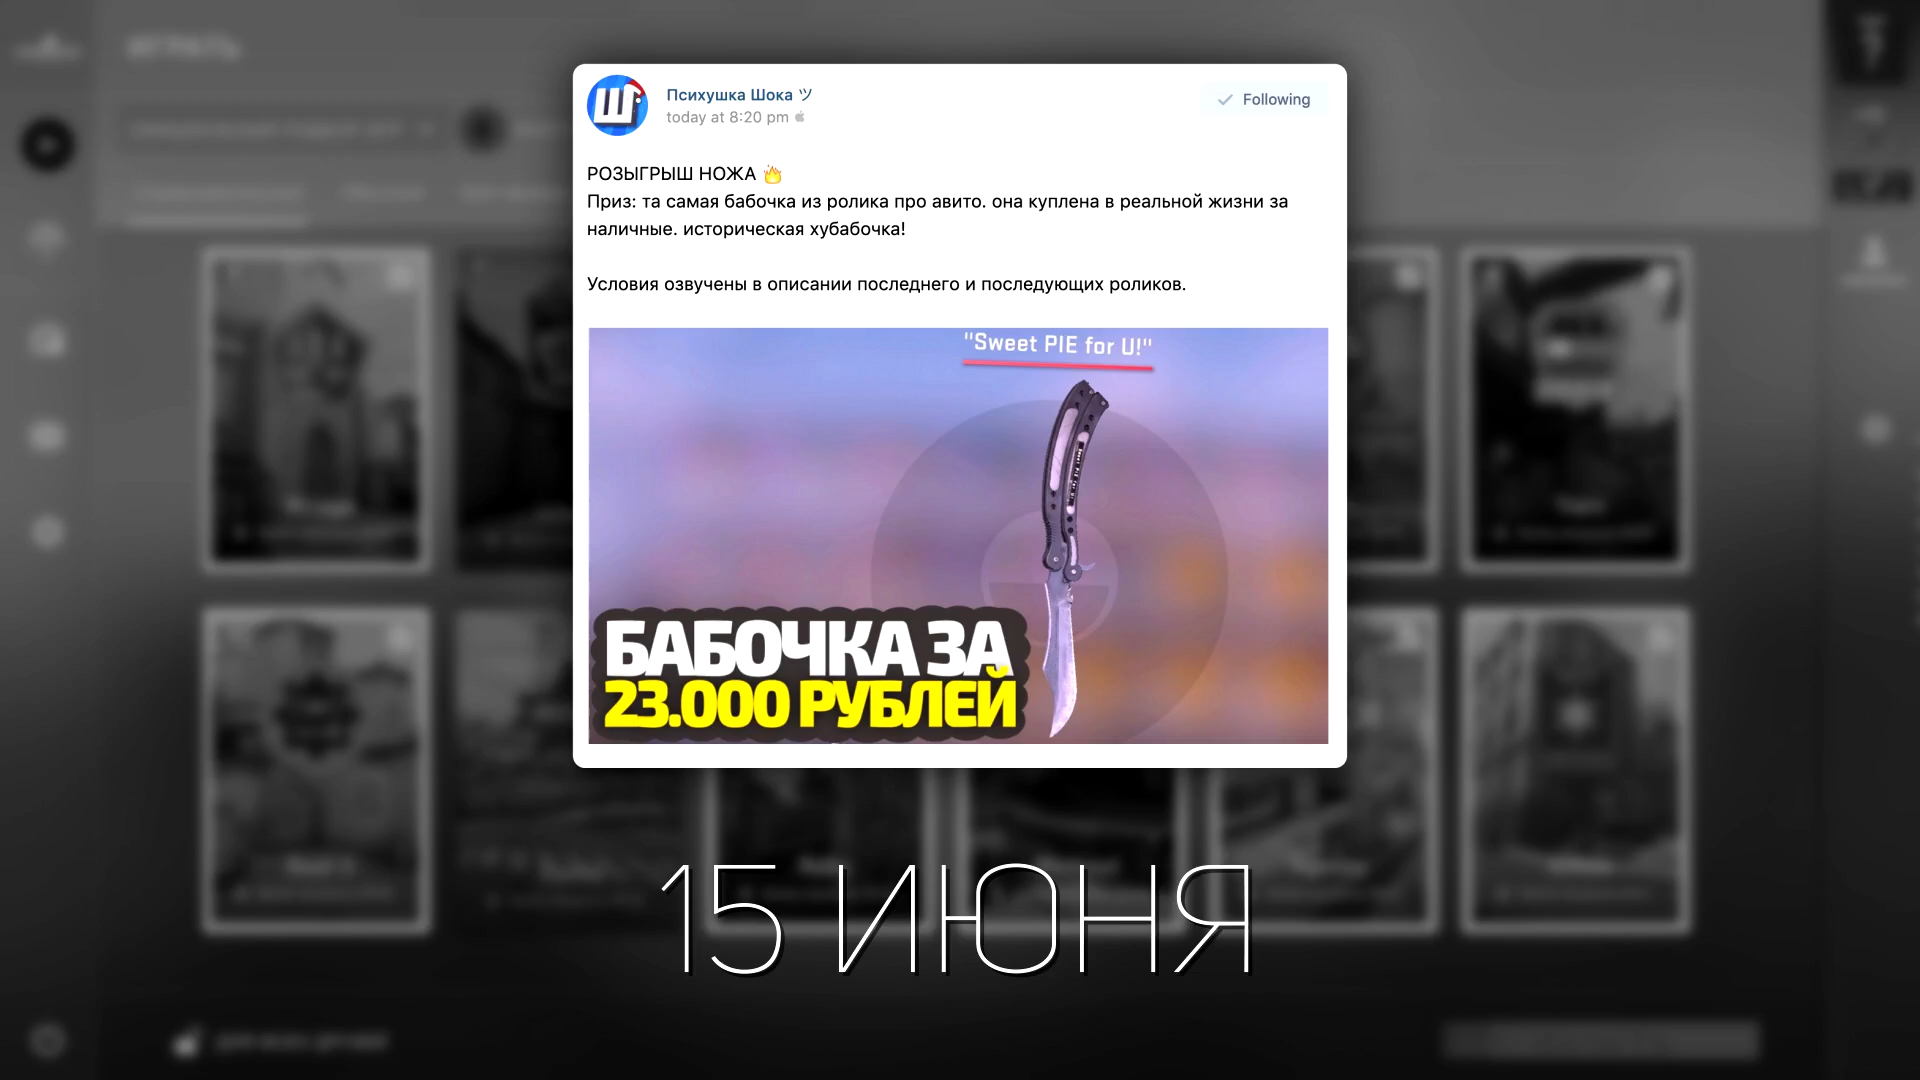 ИГРАТЬ
Ш
Психушка Шока ツ
today at 8:20 pm
Following
РОЗЫГРЫШ НОЖА 🔥
Приз: та самая бабочка из ролика про авито. она куплена в реальной жизни за
наличные. историческая хубабочка!
Условия озвучены в описании последнего и последующих роликов.
"Sweet PIE for U!"
БАБОЧКА ЗА
23.000 РУБЛЕЙ
15 ИЮНЯ